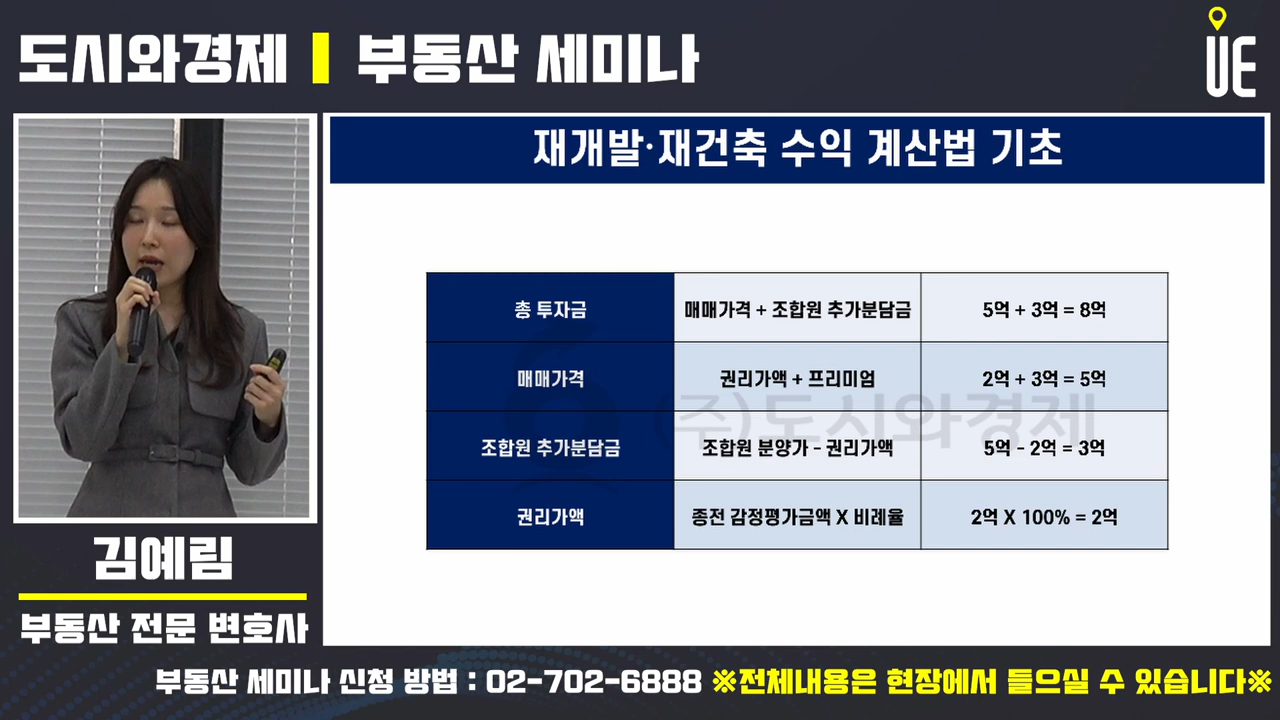 도시와경제 | 부동산 세미나
UE
재개발·재건축 수익 계산법 기초
총 투자금 매매가격 + 조합원 추가분담금 5억 + 3억 = 8억
매매가격 권리가액 + 프리미엄 2억 + 3억 = 5억
(주)도시와경제
조합원 추가분담금 조합원 분양가 - 권리가액 5억 - 2억 = 3억
권리가액 종전 감정평가금액 X 비례율 2억 X 100% = 2억
김예림
부동산 전문 변호사
부동산 세미나 신청 방법 : 02-702-6888 ※전체내용은 현장에서 들으실 수 있습니다※